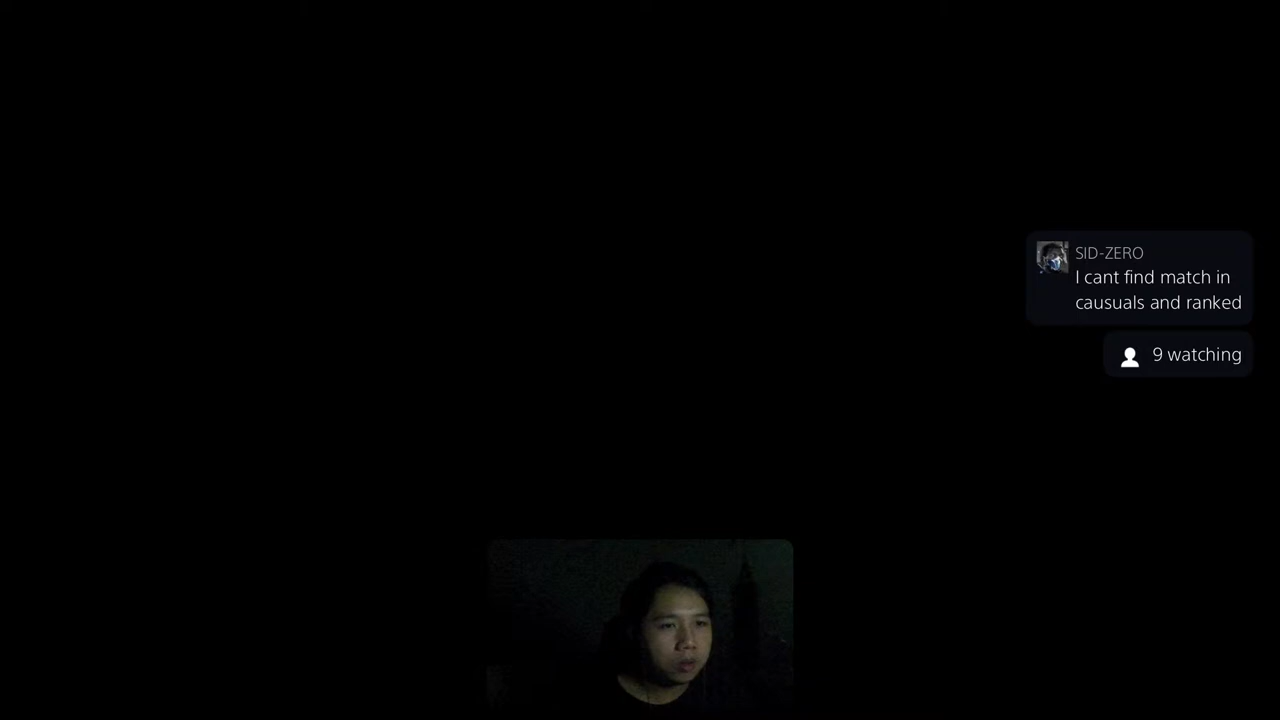 SID-ZERO
I cant find match in
causuals and ranked
9 watching